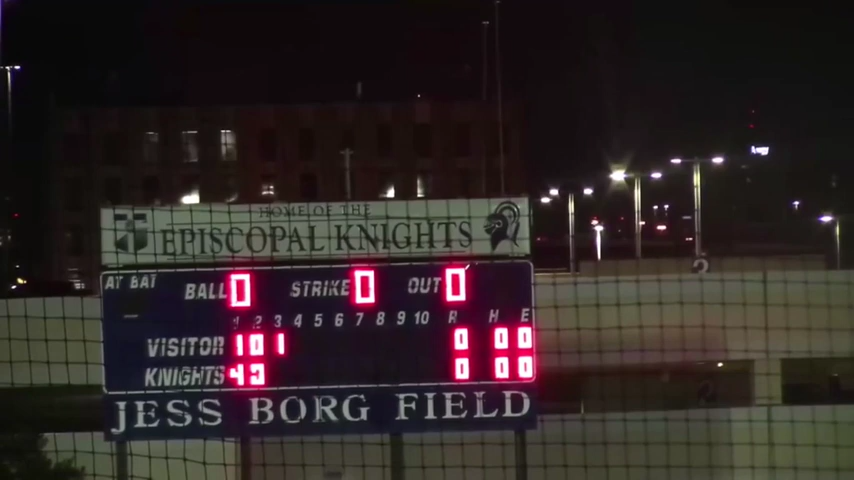 HOME OF THE
EPISCOPAL KNIGHTS
AT BAT BALL 0 STRIKE 0 OUT 0
1 2 3 4 5 6 7 8 9 10 R H E
VISITOR 1 0 1 0 0 0
KNIGHTS 4 0 0 0
JESS BORG FIELD